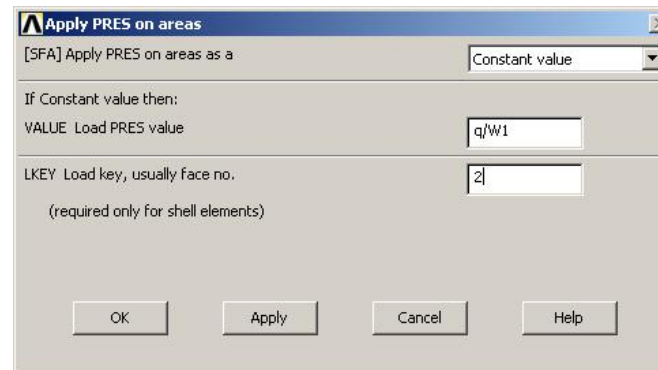 Apply PRES on areas
[SFA] Apply PRES on areas as a
Constant value
If Constant value then:
VALUE Load PRES value
q/W1
LKEY Load key, usually face no.
2
(required only for shell elements)
OK Apply Cancel Help